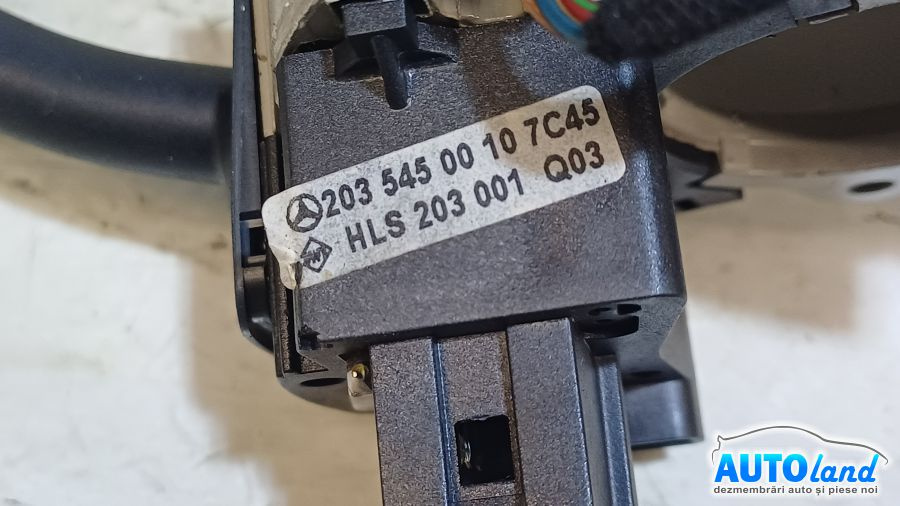 203 545 00 10 7C45
HLS 203 001 Q03
AUTOland
dezmembrări auto și piese noi